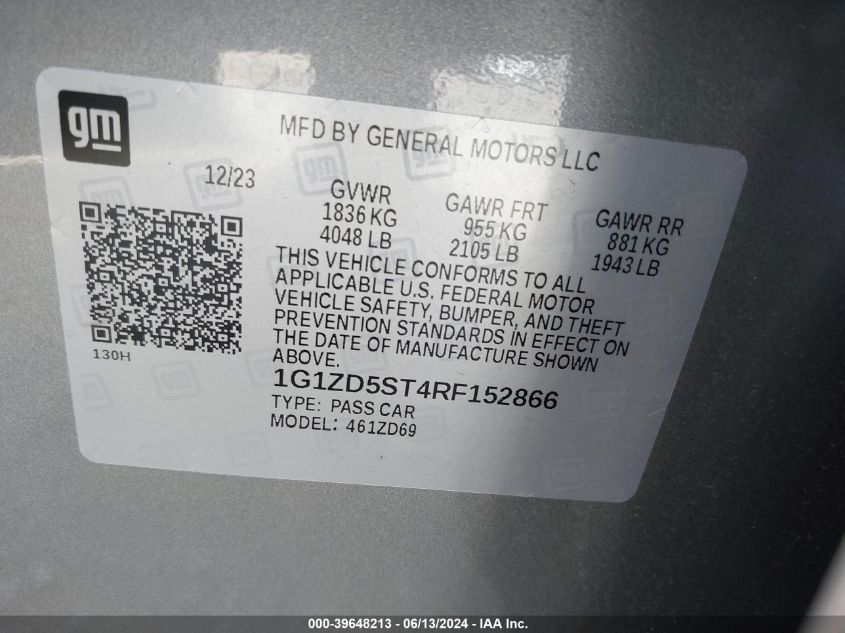 gm
MFD BY GENERAL MOTORS LLC
12/23
GVWR
1836 KG
4048 LB
GAWR FRT
955 KG
2105 LB
GAWR RR
881 KG
1943 LB
THIS VEHICLE CONFORMS TO ALL
APPLICABLE U.S. FEDERAL MOTOR
VEHICLE SAFETY, BUMPER, AND THEFT
PREVENTION STANDARDS IN EFFECT ON
THE DATE OF MANUFACTURE SHOWN
ABOVE.
130H
1G1ZD5ST4RF152866
TYPE: PASS CAR
MODEL: 461ZD69
000-39648213 - 06/13/2024 - IAA Inc.